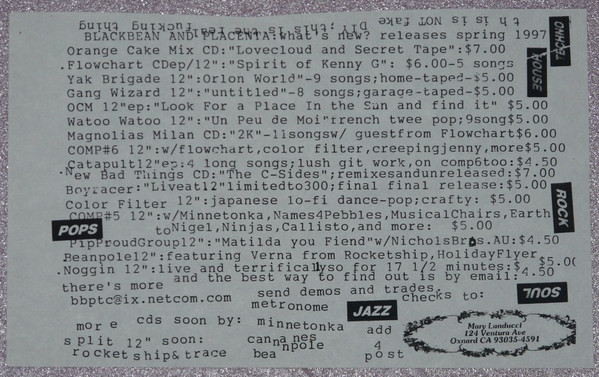 this is NOT fake
DIY;this is the real fucking thing
BLACKBEAN AND PLACENTA:what's new? releases spring 1997
TECHNO
Orange Cake Mix CD:"Lovecloud and Secret Tape":$7.00
.Flowchart CDep/12":"Spirit of Kenny G": $6.00-5 songs
HOUSE
Yak Brigade 12":Orlon World"-9 songs;home-taped-$5.00
Gang Wizard 12":"untitled"-8 songs;garage-taped-$5.00
OCM 12"ep:"Look For a Place In the Sun and find it" $5.00
Watoo Watoo 12":"Un Peu de Moi"frrench twee pop;9song$5.00
Magnolias Milan CD:"2K"-11songsw/ guestfrom Flowchart$6.00
COMP#6 12":w/flowchart,color filter,creepingjenny,more$5.00
Catapult12"ep:4 long songs;lush git work,on comp6too:$4.50
.New Bad Things CD:"The C-Sides";remixesandunreleased:$7.00
Boyracer:"Liveat12"limitedto300;final final release:$5.00
Color Filter 12":japanese lo-fi dance-pop;crafty: $5.00
ROCK
COMP#5 12":w/Minnetonka,Names4Pebbles,MusicalChairs,Earth
POPS
toNigel,Ninjas,Callisto,and more: $5.00
PipProudGroup12":"Matilda you Fiend"w/NicholsBros.AU:$4.50
Beanpole12":featuring Verna from Rocketship,HolidayFlyer $5.00
.Noggin 12":live and terrificallyso for 17 1/2 minutes:$4.50
there's more and the best way to find out is by email:
bbptc@ix.netcom.com send demos and trades, checks to:
SOUL
metronome
JAZZ
more cds soon by: minnetonka add
split 12" soon: cannanes 4
rocketship&trace beanpole post
Mary Landucci
124 Ventura Ave
Oxnard CA 93035-4591